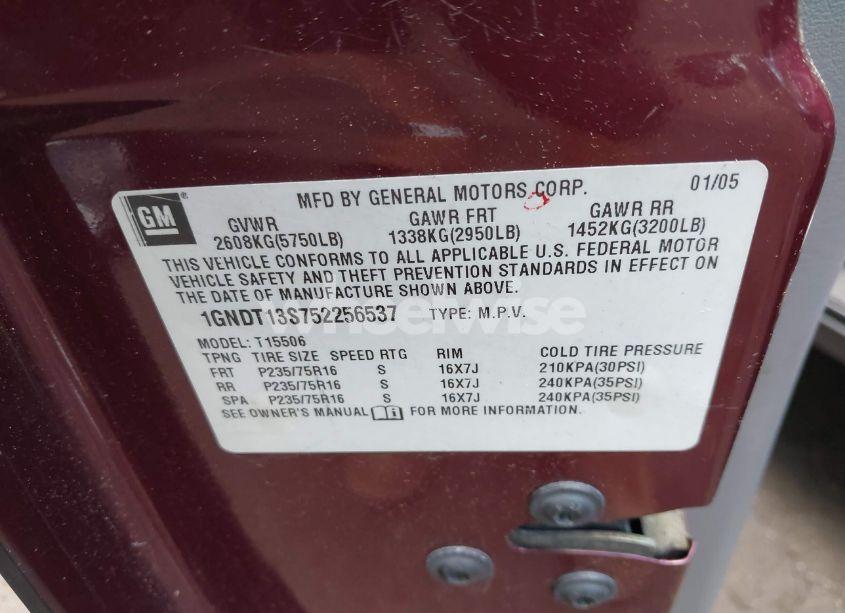 MFD BY GENERAL MOTORS CORP. 01/05
GM
GVWR GAWR FRT GAWR RR
2608KG(5750LB) 1338KG(2950LB) 1452KG(3200LB)
THIS VEHICLE CONFORMS TO ALL APPLICABLE U.S. FEDERAL MOTOR
VEHICLE SAFETY AND THEFT PREVENTION STANDARDS IN EFFECT ON
THE DATE OF MANUFACTURE SHOWN ABOVE.
1GNDT13S752256537 TYPE: M.P.V.
wheelwise
MODEL: T15506
TPNG TIRE SIZE SPEED RTG RIM COLD TIRE PRESSURE
FRT P235/75R16 S 16X7J 210KPA(30PSI)
RR P235/75R16 S 16X7J 240KPA(35PSI)
SPA P235/75R16 S 16X7J 240KPA(35PSI)
SEE OWNER'S MANUAL FOR MORE INFORMATION.